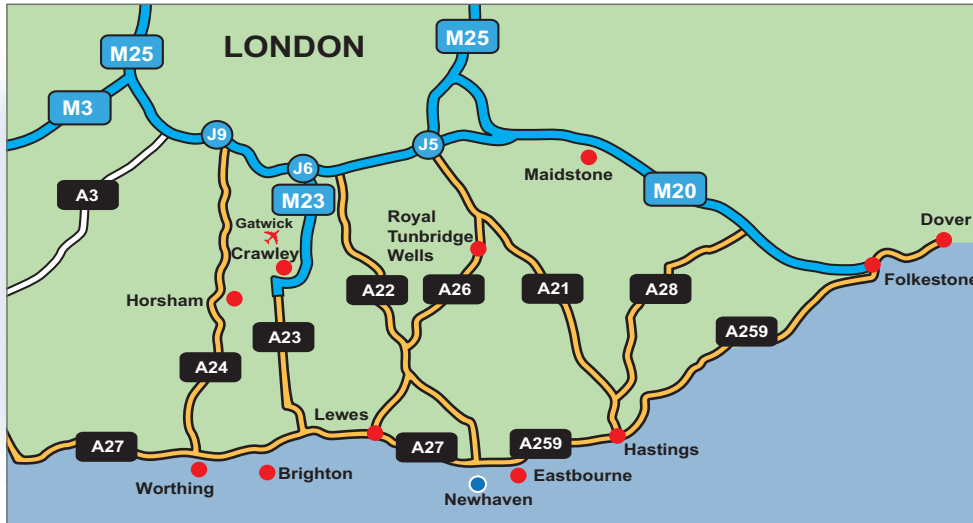 M25
LONDON
M25
M3
J9
J5
J6
Maidstone
A3
M23
M20
Gatwick
Crawley
Royal
Tunbridge
Wells
Dover
Folkestone
Horsham
A22
A26
A21
A28
A23
A259
A24
Lewes
A27
A27
A259
Hastings
Worthing
Brighton
Eastbourne
Newhaven